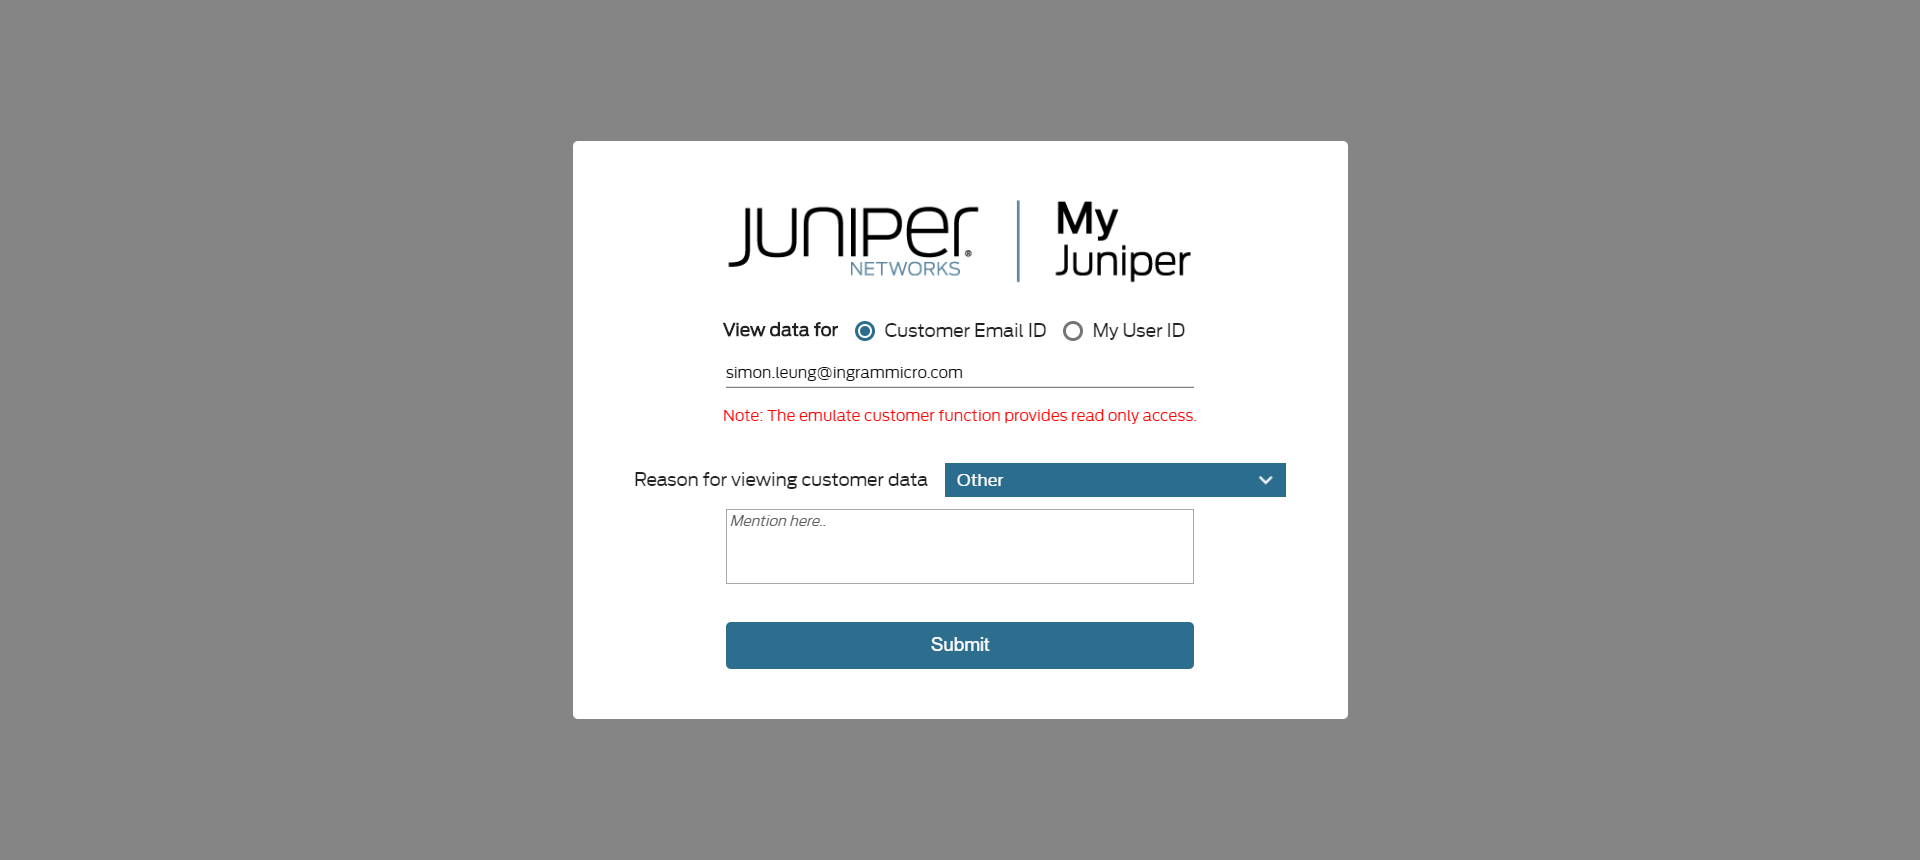 JUNIPER®
NETWORKS
My
Juniper
View data for Customer Email ID My User ID
simon.leung@ingrammicro.com
Note: The emulate customer function provides read only access.
Reason for viewing customer data Other
Mention here..
Submit